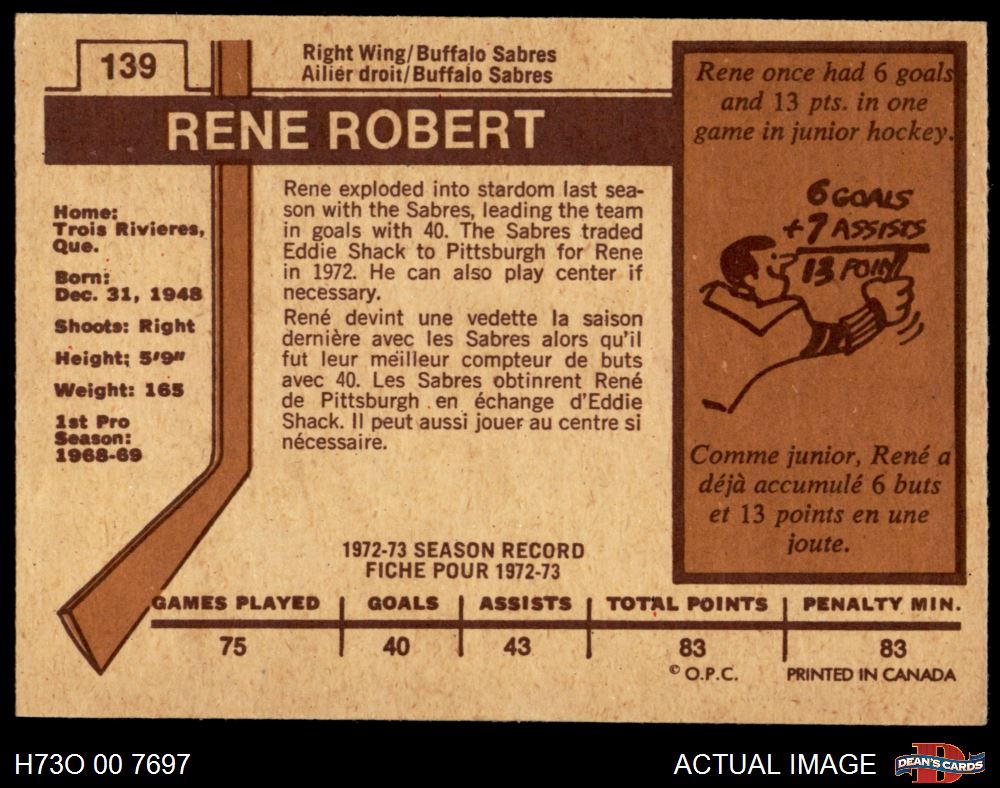 139
Right Wing/Buffalo Sabres
Ailier droit/Buffalo Sabres
RENE ROBERT
Home:
Trois Rivieres,
Que.
Born:
Dec. 31, 1948
Shoots: Right
Height: 5'9"
Weight: 165
1st Pro
Season:
1968-69
Rene exploded into stardom last sea-
son with the Sabres, leading the team
in goals with 40. The Sabres traded
Eddie Shack to Pittsburgh for Rene
in 1972. He can also play center if
necessary.
René devint une vedette la saison
dernière avec les Sabres alors qu'il
fut leur meilleur compteur de buts
avec 40. Les Sabres obtinrent René
de Pittsburgh en échange d'Eddie
Shack. Il peut aussi jouer au centre si
nécessaire.
Rene once had 6 goals
and 13 pts. in one
game in junior hockey.
6 GOALS
+7 ASSISTS
13 POINT
Comme junior, René a
déjà accumulé 6 buts
et 13 points en une
joute.
1972-73 SEASON RECORD
FICHE POUR 1972-73
GAMES PLAYED GOALS ASSISTS TOTAL POINTS PENALTY MIN.
75 40 43 83 83
© O.P.C. PRINTED IN CANADA
H73O 00 7697 ACTUAL IMAGE DEAN'S CARDS